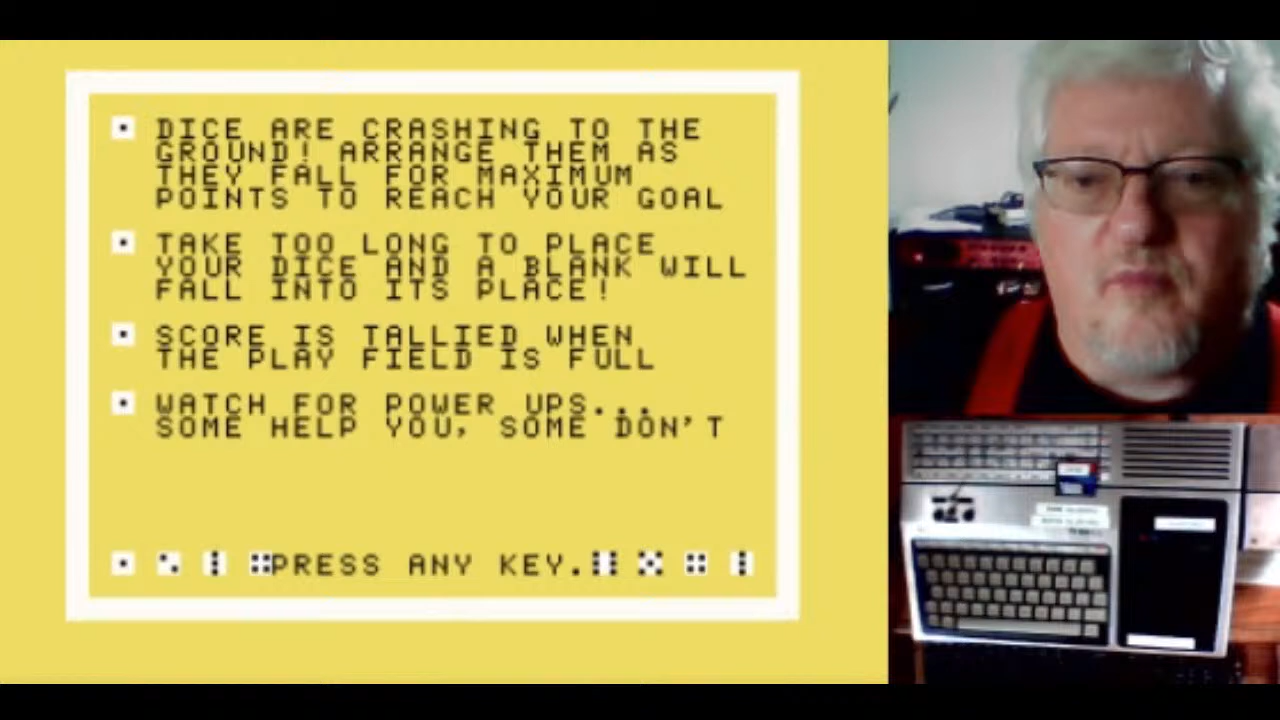 DICE ARE CRASHING TO THE
GROUND! ARRANGE THEM AS
THEY FALL FOR MAXIMUM
POINTS TO REACH YOUR GOAL
TAKE TOO LONG TO PLACE
YOUR DICE AND A BLANK WILL
FALL INTO ITS PLACE!
SCORE IS TALLIED WHEN
THE PLAY FIELD IS FULL
WATCH FOR POWER UPS...
SOME HELP YOU, SOME DON'T
PRESS ANY KEY.